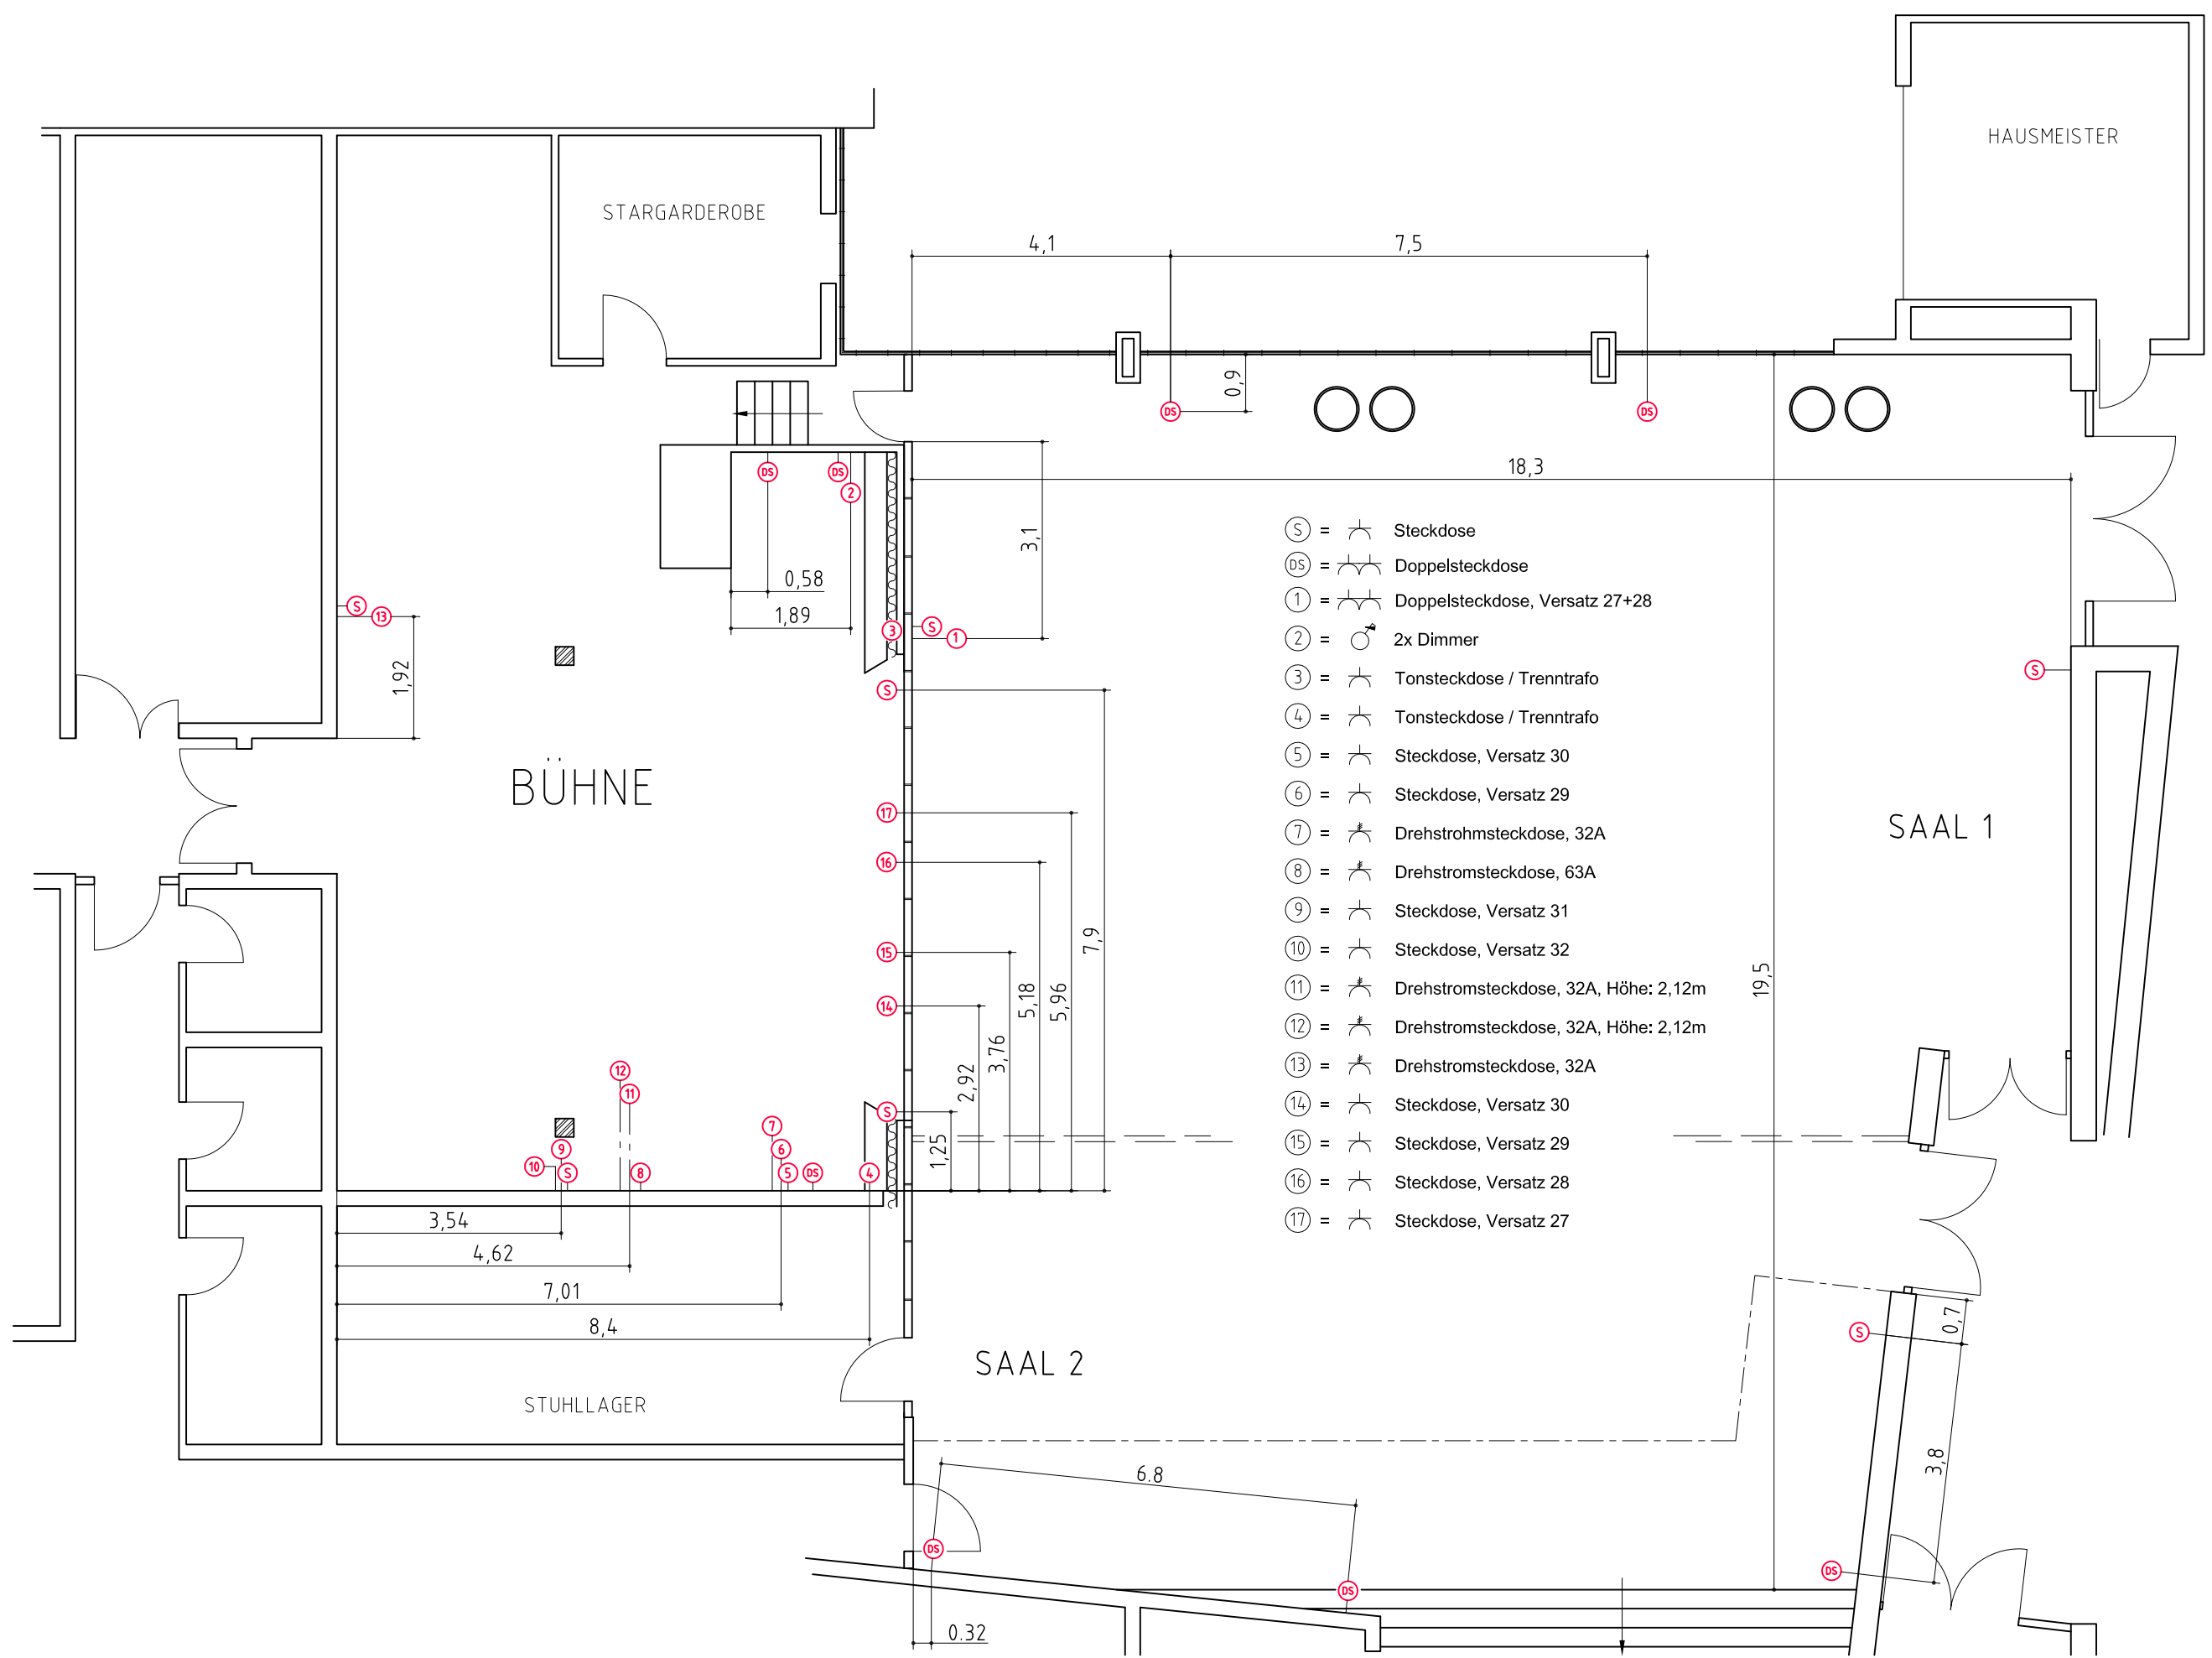 HAUSMEISTER
STARGARDEROBE
4,1
7,5
0,9
DS
DS
18,3
DS
DS
2
3,1
0,58
1,89
S
13
3
S
1
1,92
S
S
BÜHNE
17
16
15
14
S
7,9
5,96
5,18
3,76
2,92
1,25
19,5
SAAL 1
S = Steckdose
DS = Doppelsteckdose
1 = Doppelsteckdose, Versatz 27+28
2 = 2x Dimmer
3 = Tonsteckdose / Trenntrafo
4 = Tonsteckdose / Trenntrafo
5 = Steckdose, Versatz 30
6 = Steckdose, Versatz 29
7 = Drehstrohmsteckdose, 32A
8 = Drehstromsteckdose, 63A
9 = Steckdose, Versatz 31
10 = Steckdose, Versatz 32
11 = Drehstromsteckdose, 32A, Höhe: 2,12m
12 = Drehstromsteckdose, 32A, Höhe: 2,12m
13 = Drehstromsteckdose, 32A
14 = Steckdose, Versatz 30
15 = Steckdose, Versatz 29
16 = Steckdose, Versatz 28
17 = Steckdose, Versatz 27
12
11
7
9
6
10
S
8
5
DS
4
3,54
4,62
7,01
8,4
0,7
S
SAAL 2
STUHLLAGER
3,8
6.8
DS
DS
DS
0.32